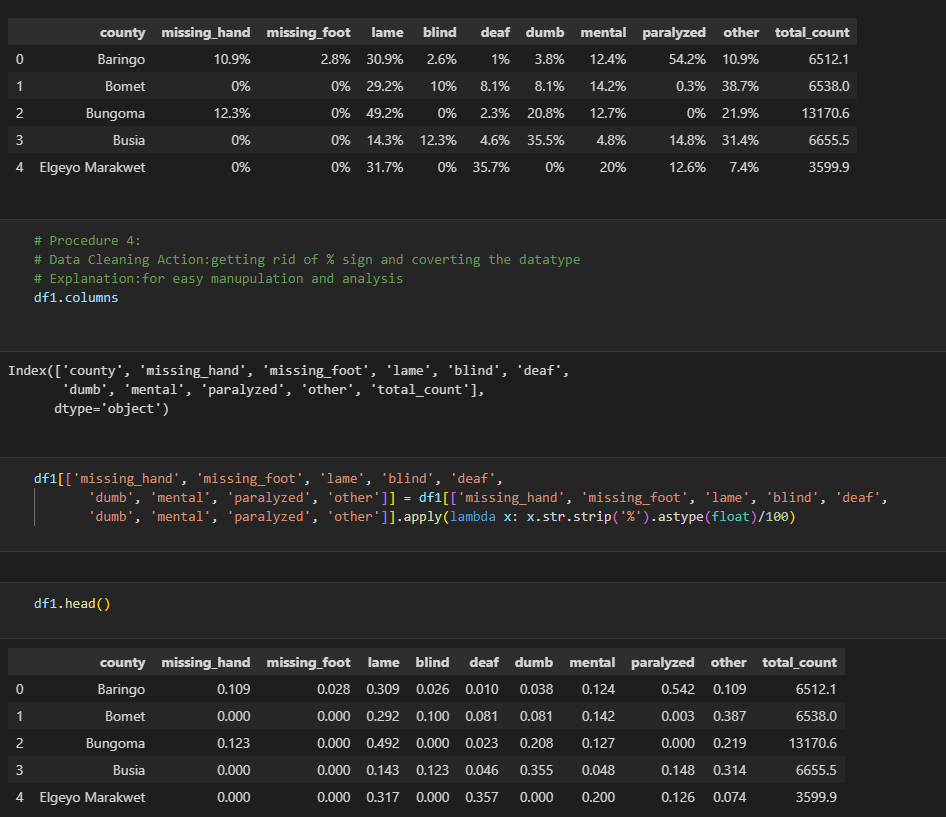 county missing_hand missing_foot lame blind deaf dumb mental paralyzed other total_count
0 Baringo 10.9% 2.8% 30.9% 2.6% 1% 3.8% 12.4% 54.2% 10.9% 6512.1
1 Bomet 0% 0% 29.2% 10% 8.1% 8.1% 14.2% 0.3% 38.7% 6538.0
2 Bungoma 12.3% 0% 49.2% 0% 2.3% 20.8% 12.7% 0% 21.9% 13170.6
3 Busia 0% 0% 14.3% 12.3% 4.6% 35.5% 4.8% 14.8% 31.4% 6655.5
4 Elgeyo Marakwet 0% 0% 31.7% 0% 35.7% 0% 20% 12.6% 7.4% 3599.9
# Procedure 4:
# Data Cleaning Action:getting rid of % sign and coverting the datatype
# Explanation:for easy manupulation and analysis
df1.columns
Index(['county', 'missing_hand', 'missing_foot', 'lame', 'blind', 'deaf',
'dumb', 'mental', 'paralyzed', 'other', 'total_count'],
dtype='object')
df1[['missing_hand', 'missing_foot', 'lame', 'blind', 'deaf',
'dumb', 'mental', 'paralyzed', 'other']] = df1[['missing_hand', 'missing_foot', 'lame', 'blind', 'deaf',
'dumb', 'mental', 'paralyzed', 'other']].apply(lambda x: x.str.strip('%').astype(float)/100)
df1.head()
county missing_hand missing_foot lame blind deaf dumb mental paralyzed other total_count
0 Baringo 0.109 0.028 0.309 0.026 0.010 0.038 0.124 0.542 0.109 6512.1
1 Bomet 0.000 0.000 0.292 0.100 0.081 0.081 0.142 0.003 0.387 6538.0
2 Bungoma 0.123 0.000 0.492 0.000 0.023 0.208 0.127 0.000 0.219 13170.6
3 Busia 0.000 0.000 0.143 0.123 0.046 0.355 0.048 0.148 0.314 6655.5
4 Elgeyo Marakwet 0.000 0.000 0.317 0.000 0.357 0.000 0.200 0.126 0.074 3599.9